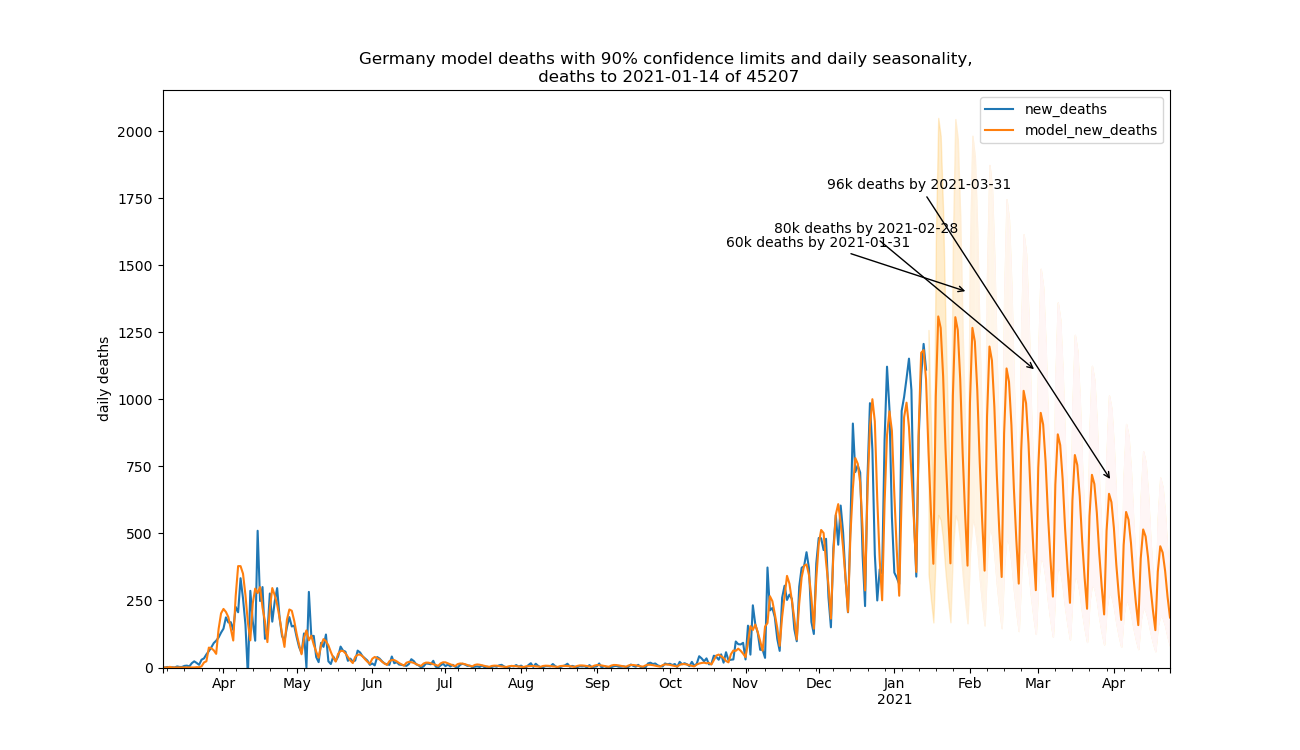 Germany model deaths with 90% confidence limits and daily seasonality,
deaths to 2021-01-14 of 45207
new_deaths
model_new_deaths
96k deaths by 2021-03-31
80k deaths by 2021-02-28
60k deaths by 2021-01-31
daily deaths
2000
1750
1500
1250
1000
750
500
250
0
Apr May Jun Jul Aug Sep Oct Nov Dec Jan Feb Mar Apr
2021